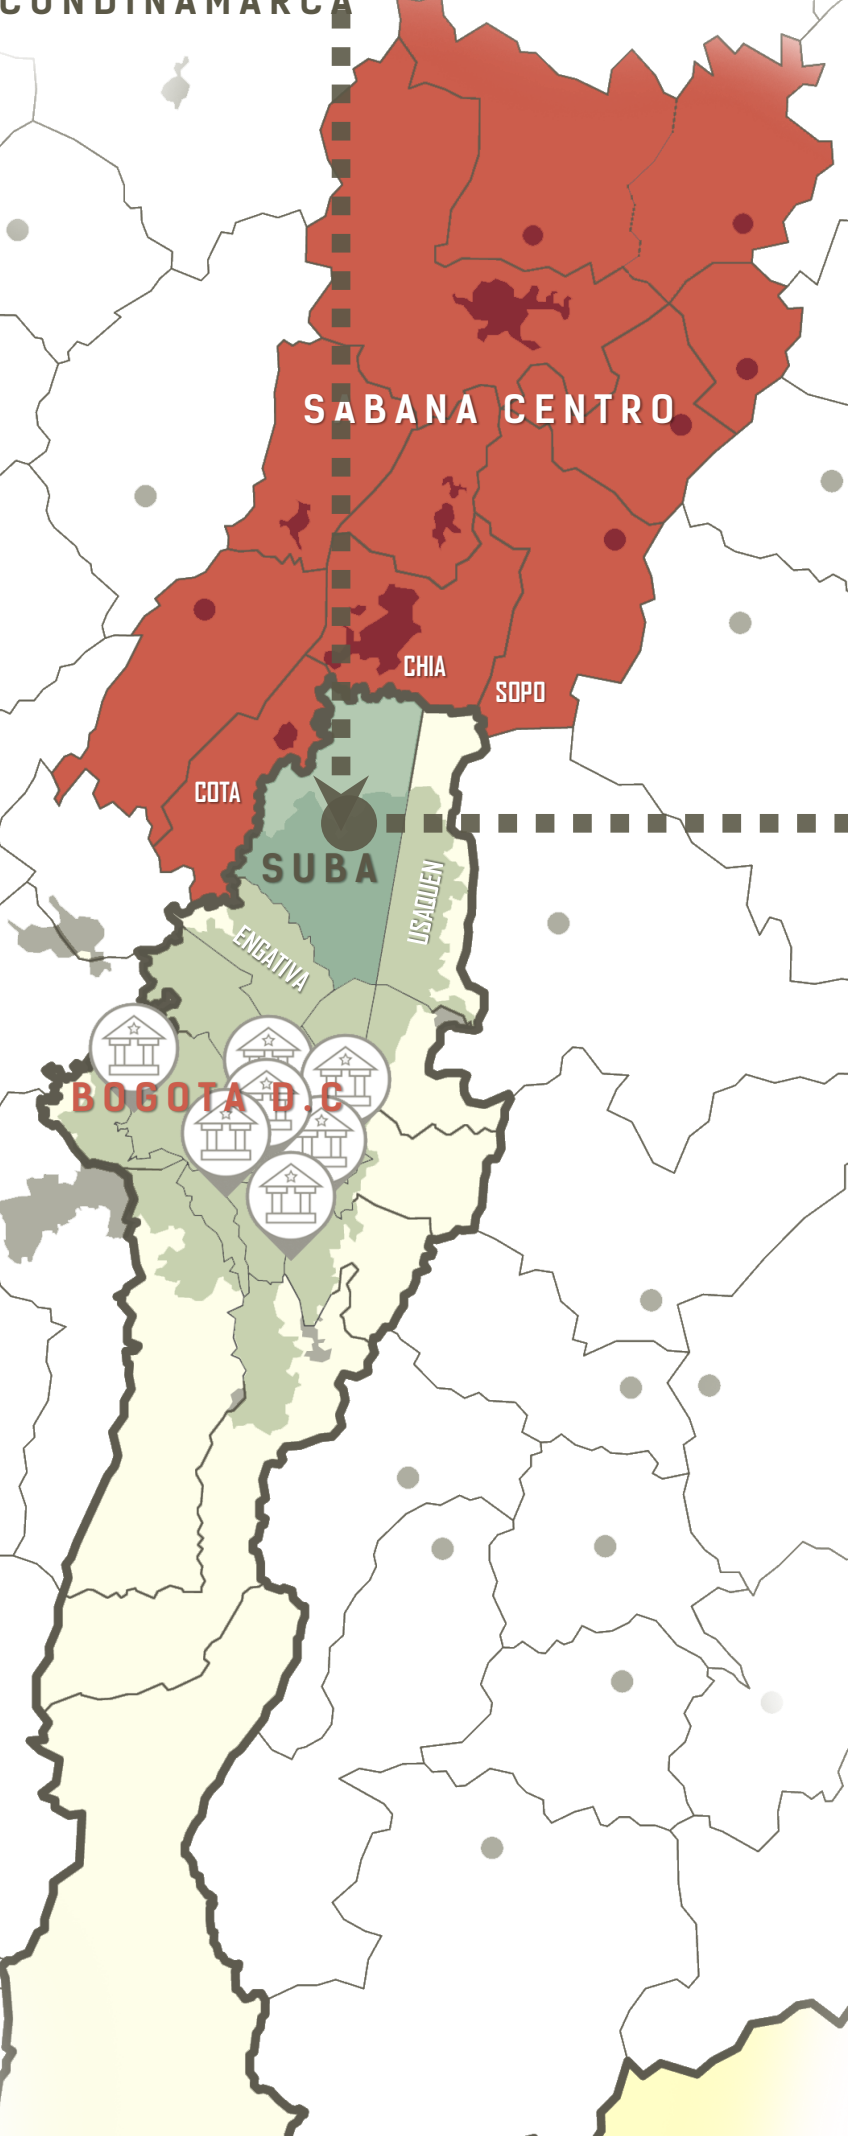 CUNDINAMARCA
SABANA CENTRO
CHIA
SOPO
COTA
SUBA
USAQUEN
ENGATIVA
BOGOTA D.C